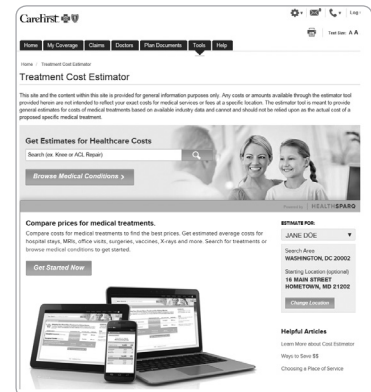 CareFirst
Log
Text Size: A A
Home My Coverage Claims Doctors Plan Documents Tools Help
Home > Treatment Cost Estimator
Treatment Cost Estimator
This site and the content within this site is provided for general information purposes only. Any costs or amounts available through the estimator tool
provided herein are not intended to reflect your exact costs for medical services or fees at a specific location. The estimator tool is meant to provide
general estimates for costs of medical treatments based on available industry data and cannot and should not be relied upon as the actual cost of a
proposed specific medical treatment.
Get Estimates for Healthcare Costs
Search (ex: Knee or ACL Repair)
Browse Medical Conditions >
HEALTHSPARQ
Compare prices for medical treatments.
Compare costs for medical treatments to find the best prices. Get estimated average costs for
hospital stays, MRIs, office visits, surgeries, vaccines, X-rays and more. Search for treatments or
browse medical conditions to get started.
Get Started Now
ESTIMATE FOR:
JANE DOE
Search Area
WASHINGTON, DC 20002
Starting Location (optional)
16 MAIN STREET
HOMETOWN, MD 21202
Change Location
Helpful Articles
Learn More about Cost Estimator
Ways to Save $$
Choosing a Place of Service